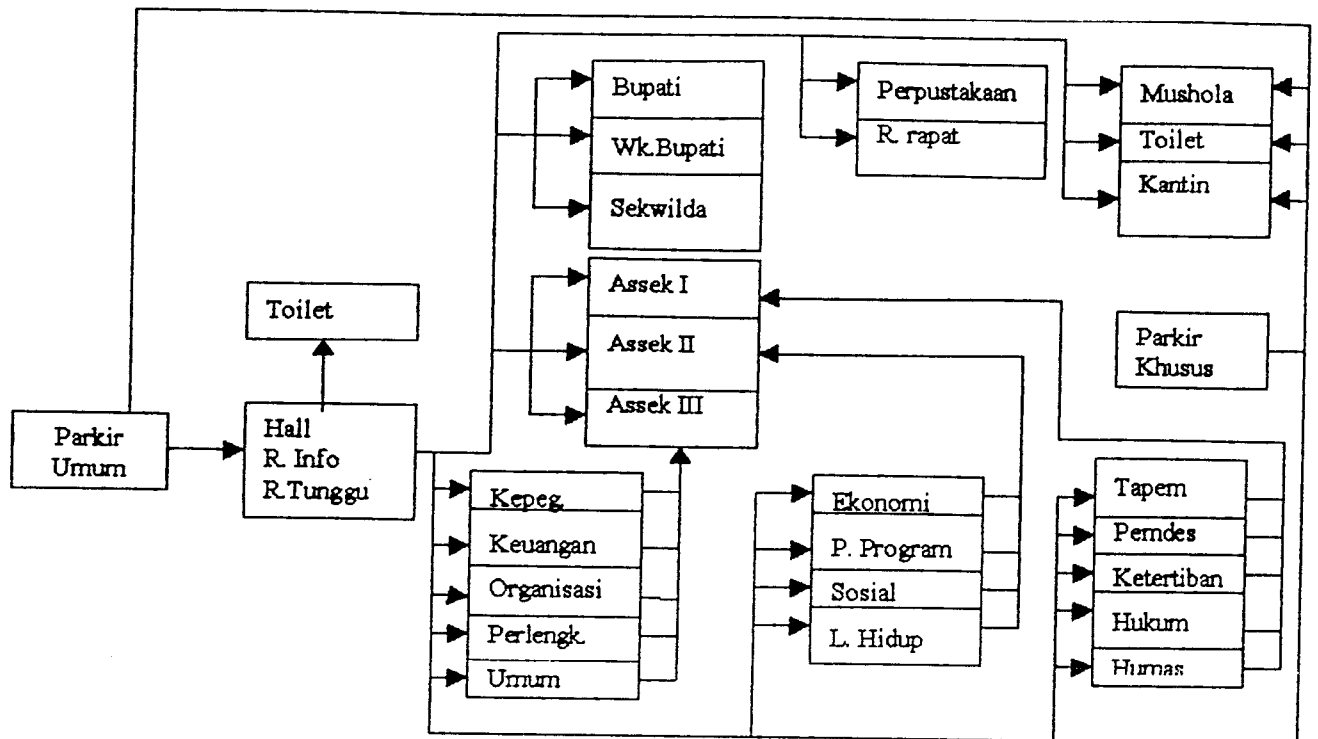 Bupati
Wk.Bupati
Sekwilda
Perpustakaan
R. rapat
Mushola
Toilet
Kantin
Assek I
Assek II
Assek III
Toilet
Parkir
Khusus
Parkir
Umum
Hall
R. Info
R.Tunggu
Kepeg.
Keuangan
Organisasi
Perlengk.
Umum
Ekonomi
P. Program
Sosial
L. Hidup
Tapem
Pemdes
Ketertiban
Hukum
Humas